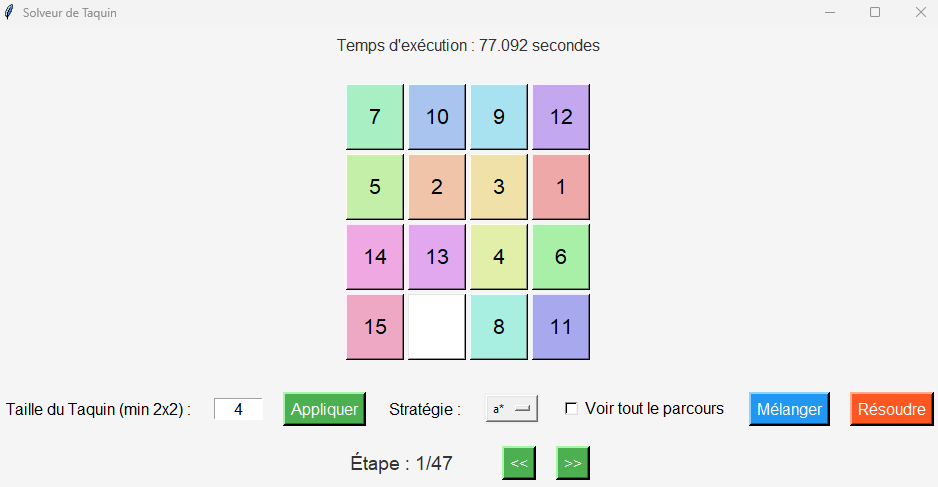 Solveur de Taquin
Temps d'exécution : 77.092 secondes
7 10 9 12
5 2 3 1
14 13 4 6
15 8 11
Taille du Taquin (min 2x2) : 4 Appliquer Stratégie : a* Voir tout le parcours Mélanger Résoudre
Étape : 1/47 << >>